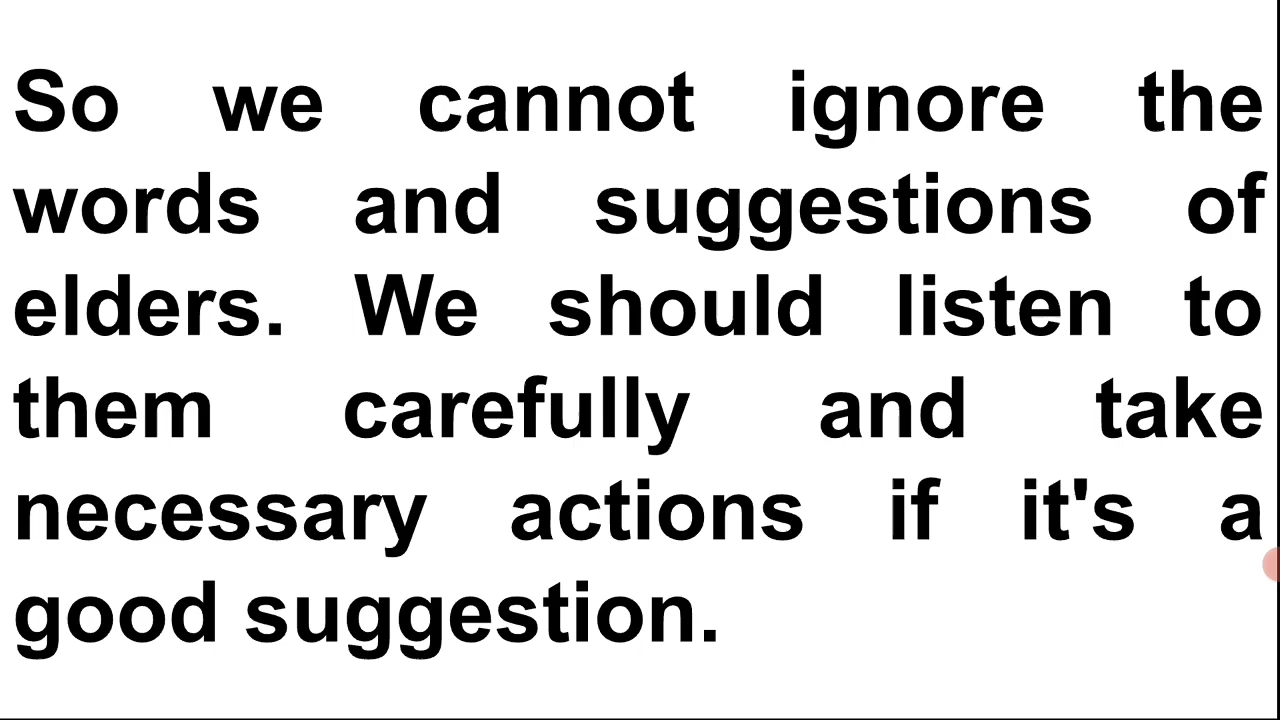 So we cannot ignore the
words and suggestions of
elders. We should listen to
them carefully and take
necessary actions if it's a
good suggestion.